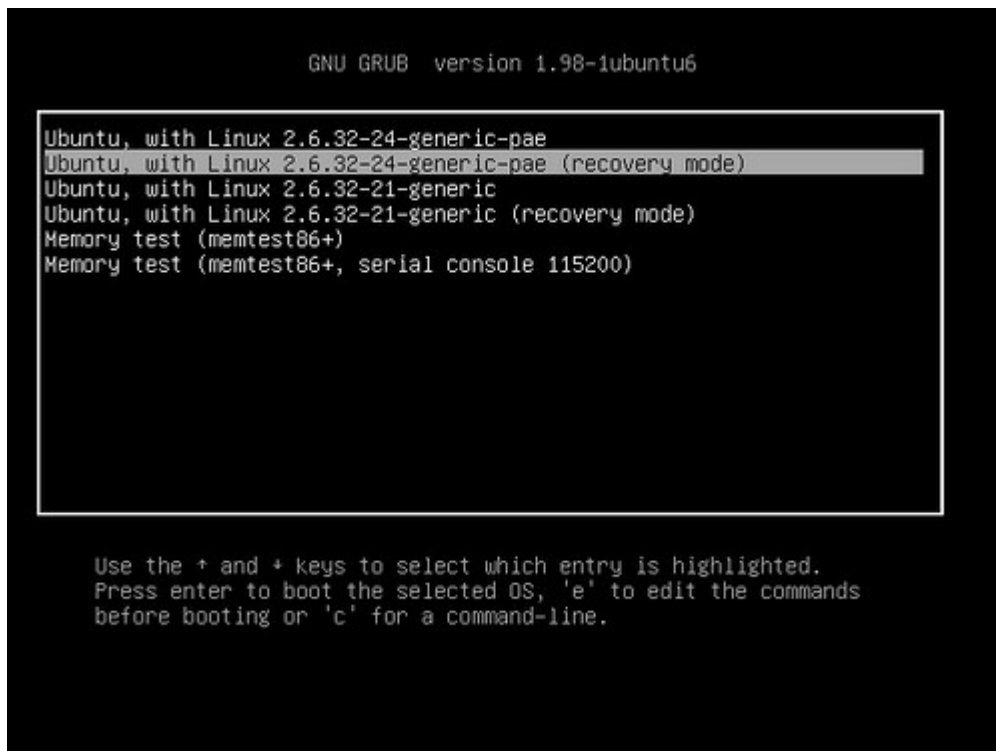 GNU GRUB  version 1.98-1ubuntu6
Ubuntu, with Linux 2.6.32-24-generic-pae
Ubuntu, with Linux 2.6.32-24-generic-pae (recovery mode)
Ubuntu, with Linux 2.6.32-21-generic
Ubuntu, with Linux 2.6.32-21-generic (recovery mode)
Memory test (memtest86+)
Memory test (memtest86+, serial console 115200)
Use the ↑ and ↓ keys to select which entry is highlighted.
Press enter to boot the selected OS, 'e' to edit the commands
before booting or 'c' for a command-line.